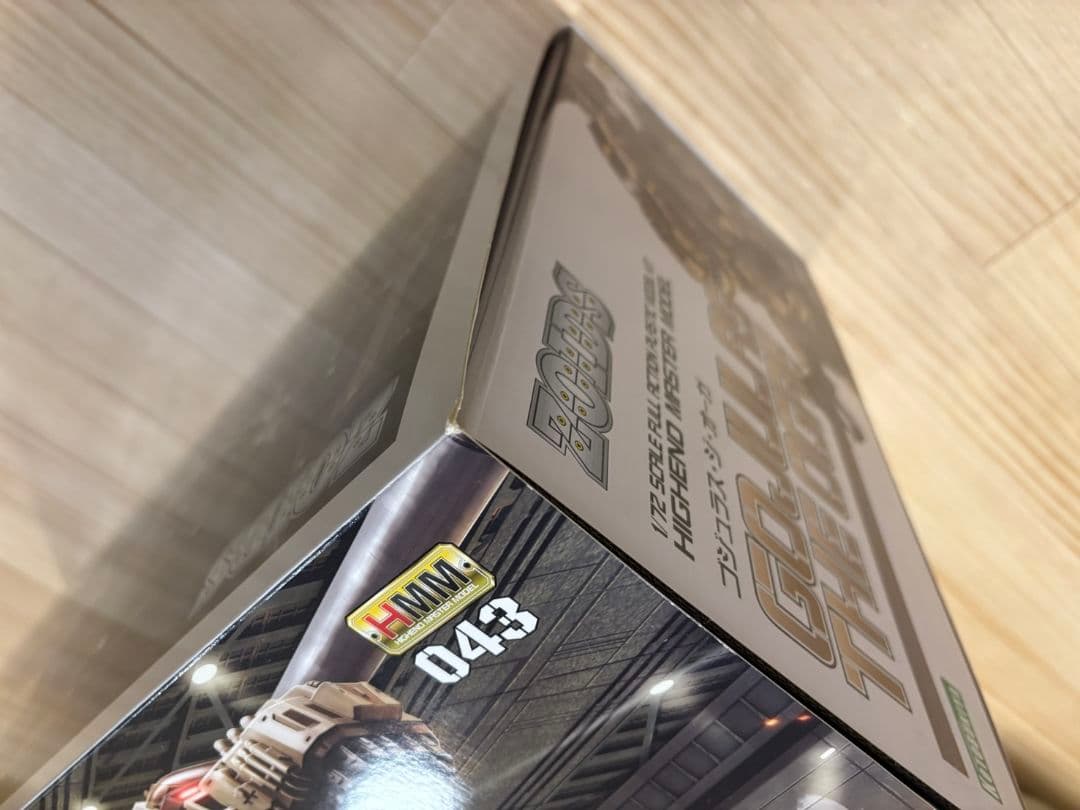 ZOIDS
1/72 SCALE FULL ACTION PLASTIC MODEL KIT
HIGHEND MASTER MODEL
ゴジュラス・ジ・オーガ
GOJULAS
THE OG
HMM
HIGHEND MASTER MODEL
043